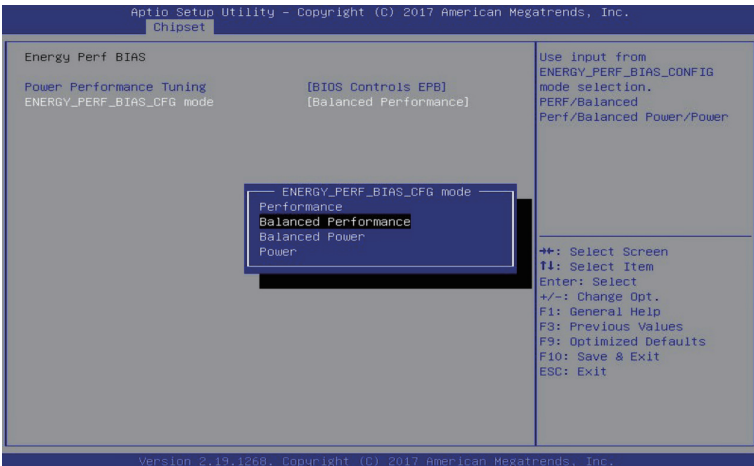 Aptio Setup Utility – Copyright (C) 2017 American Megatrends, Inc.
Chipset
Energy Perf BIAS
Power Performance Tuning [BIOS Controls EPB]
ENERGY_PERF_BIAS_CFG mode [Balanced Performance]
ENERGY_PERF_BIAS_CFG mode
Performance
Balanced Performance
Balanced Power
Power
Use input from
ENERGY_PERF_BIAS_CONFIG
mode selection.
PERF/Balanced
Perf/Balanced Power/Power
→←: Select Screen
↑↓: Select Item
Enter: Select
+/-: Change Opt.
F1: General Help
F3: Previous Values
F9: Optimized Defaults
F10: Save & Exit
ESC: Exit
Version 2.19.1268. Copyright (C) 2017 American Megatrends, Inc.